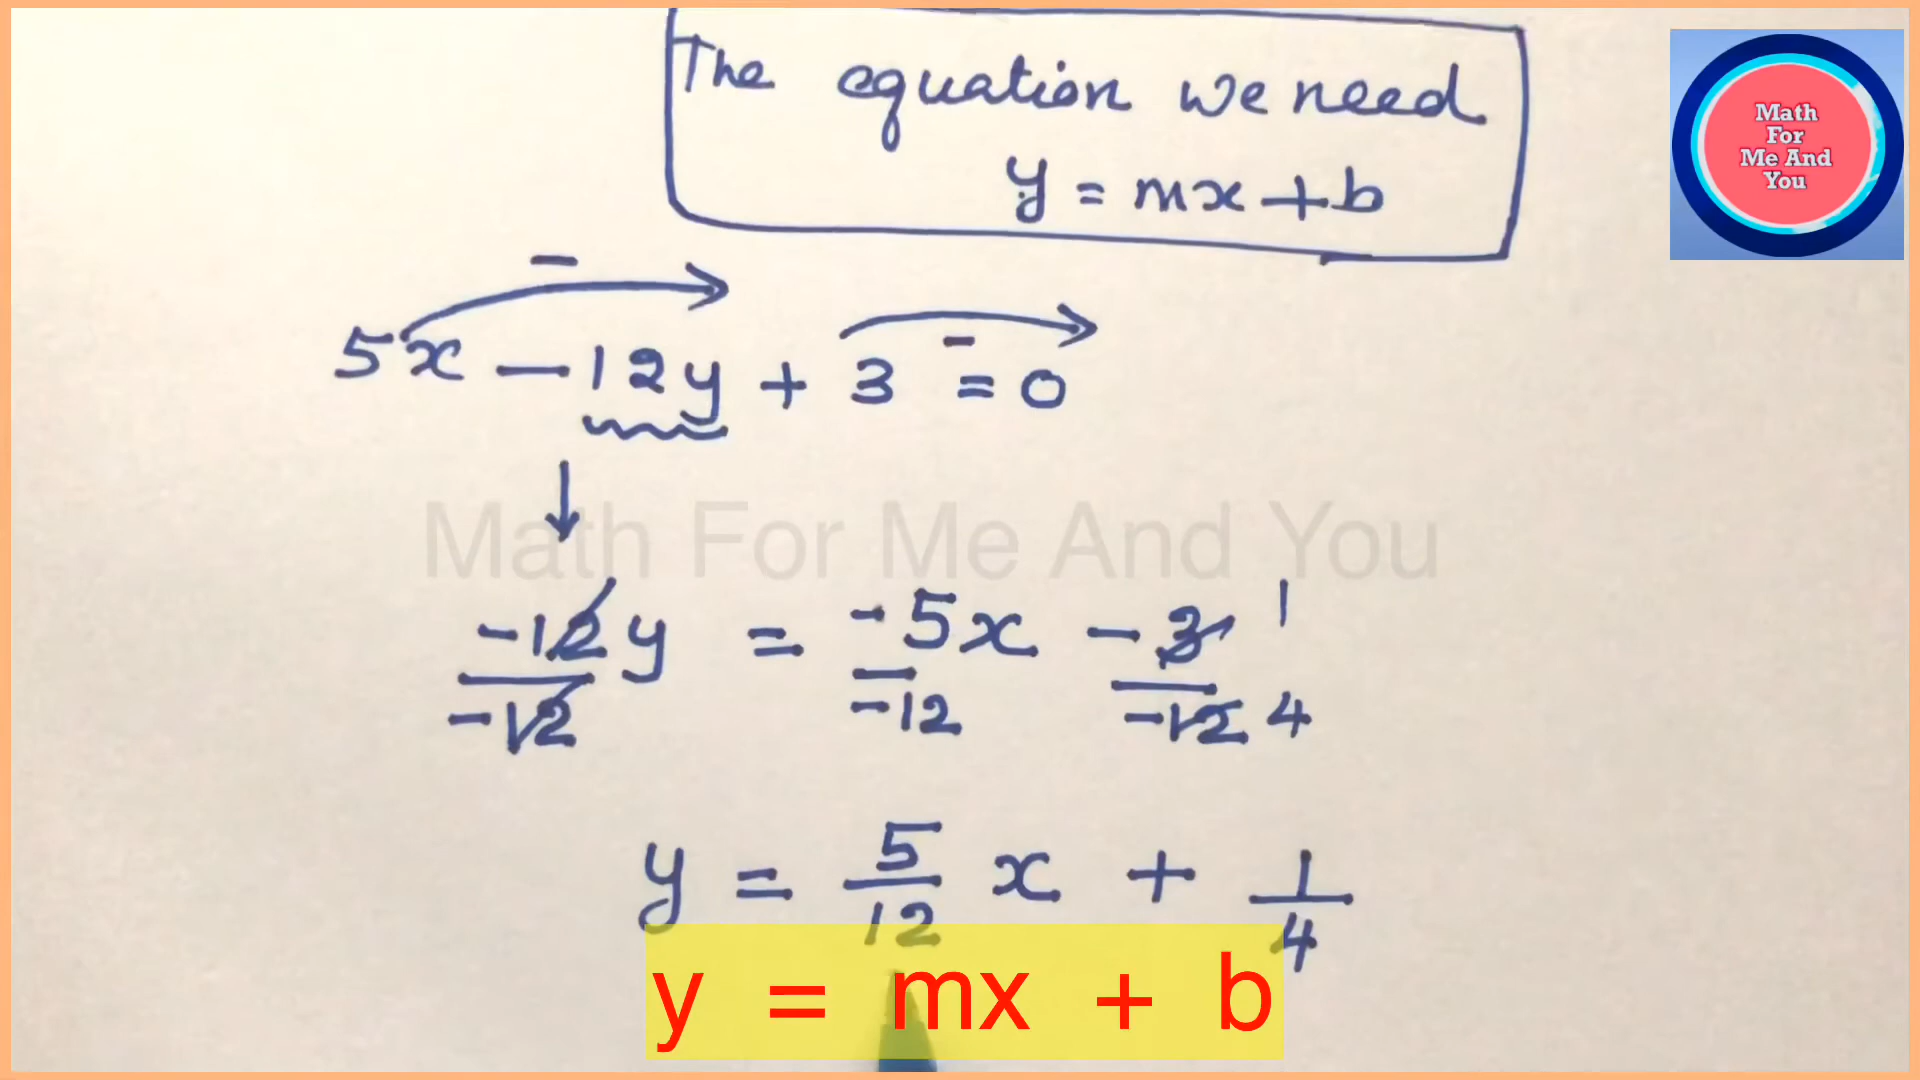 The equation we need
y = mx + b
Math
For
Me And
You
−
5x − 12y + 3 = 0
−
Math For Me And You
-12y = -5x - 3 1
-12 -12 -12 4
y = 5/12 x + 1/4
y = mx + b